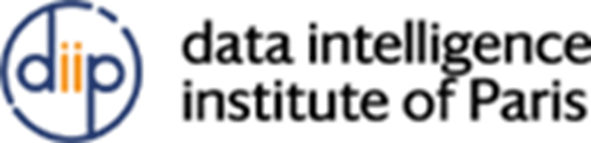 diip
data intelligence
institute of Paris